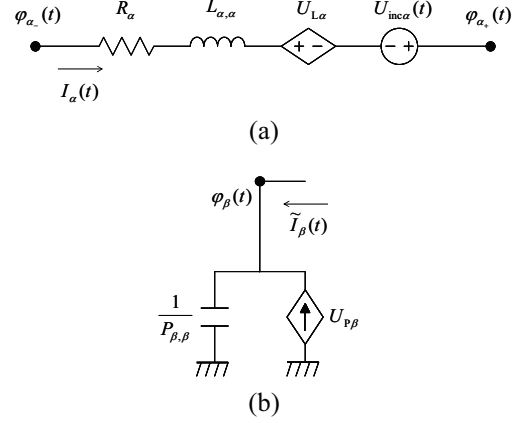 φα₋(t) Rα Lα,α ULα Uincα(t) φα₊(t)
+ − − +
Iα(t)
(a)
φβ(t)
Ĩβ(t)
1
Pβ,β
UPβ
(b)